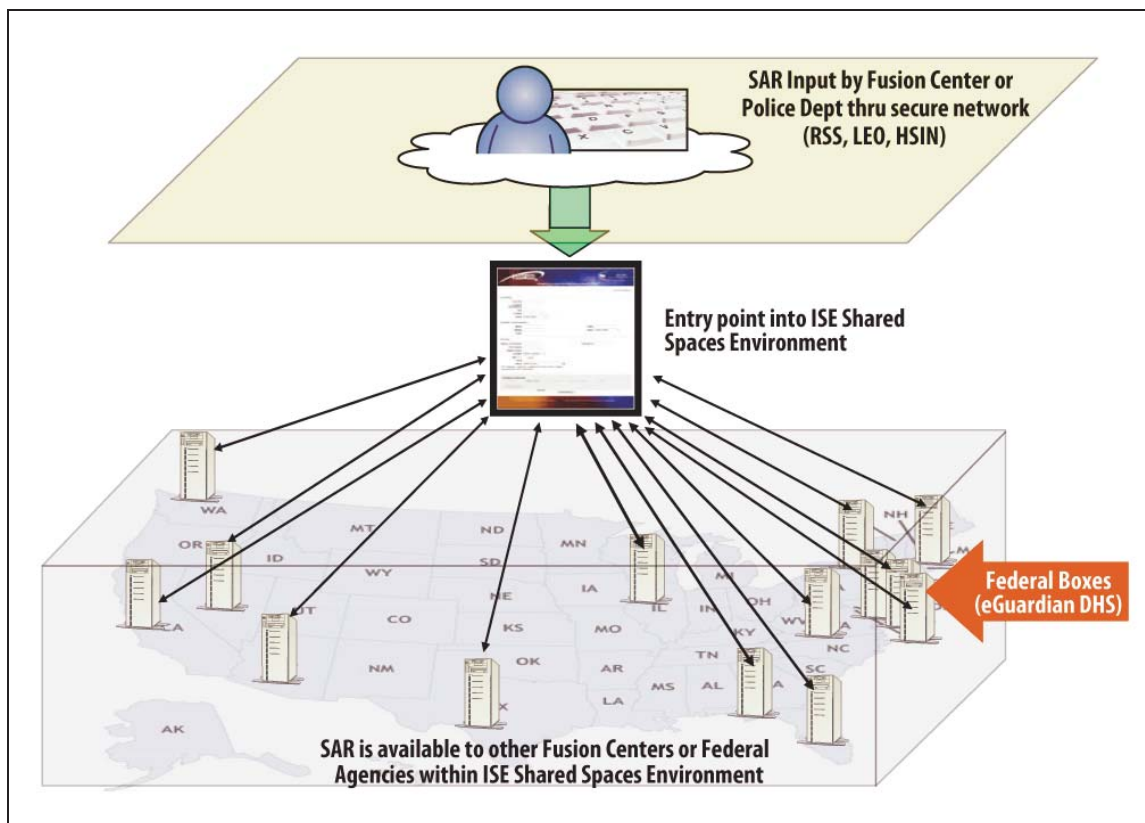 SAR Input by Fusion Center or
Police Dept thru secure network
(RSS, LEO, HSIN)
Entry point into ISE Shared
Spaces Environment
WA
MT
ND
MN
NH
OR
ID
SD
WY
MI
Federal Boxes
(eGuardian DHS)
NE
IA
IL
IN
OH
UT
CO
KS
MO
KY
WV
CA
NC
NM
OK
AR
TN
SC
MS
AL
LA
AK
SAR is available to other Fusion Centers or Federal
Agencies within ISE Shared Spaces Environment